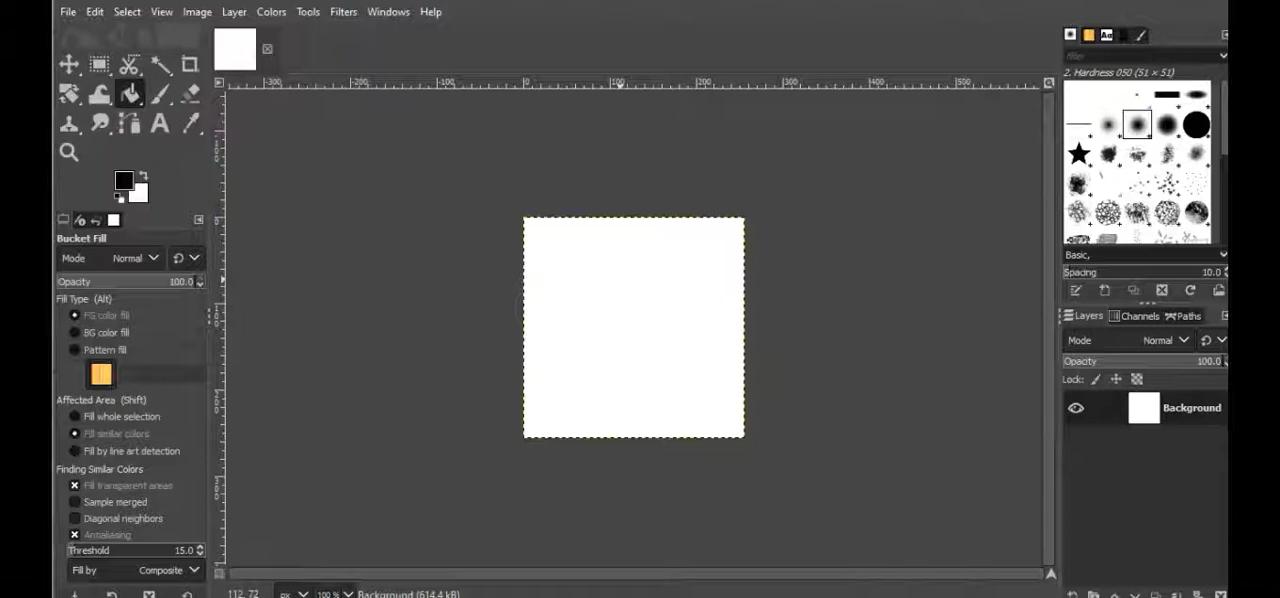 File Edit Select View Image Layer Colors Tools Filters Windows Help
-300 -200 -100 0 100 200 300 400 500
Bucket Fill
Mode Normal
Opacity 100.0
Fill Type (Alt)
FG color fill
BG color fill
Pattern fill
Affected Area (Shift)
Fill whole selection
Fill similar colors
Fill by line art detection
Finding Similar Colors
Fill transparent areas
Sample merged
Diagonal neighbors
Antialiasing
Threshold 15.0
Fill by Composite
112, 72 px 100 % Background (614.4 kB)
Aa
filter
2. Hardness 050 (51 × 51)
Basic,
Spacing 10.0
Layers Channels Paths
Mode Normal
Opacity 100.0
Lock:
Background